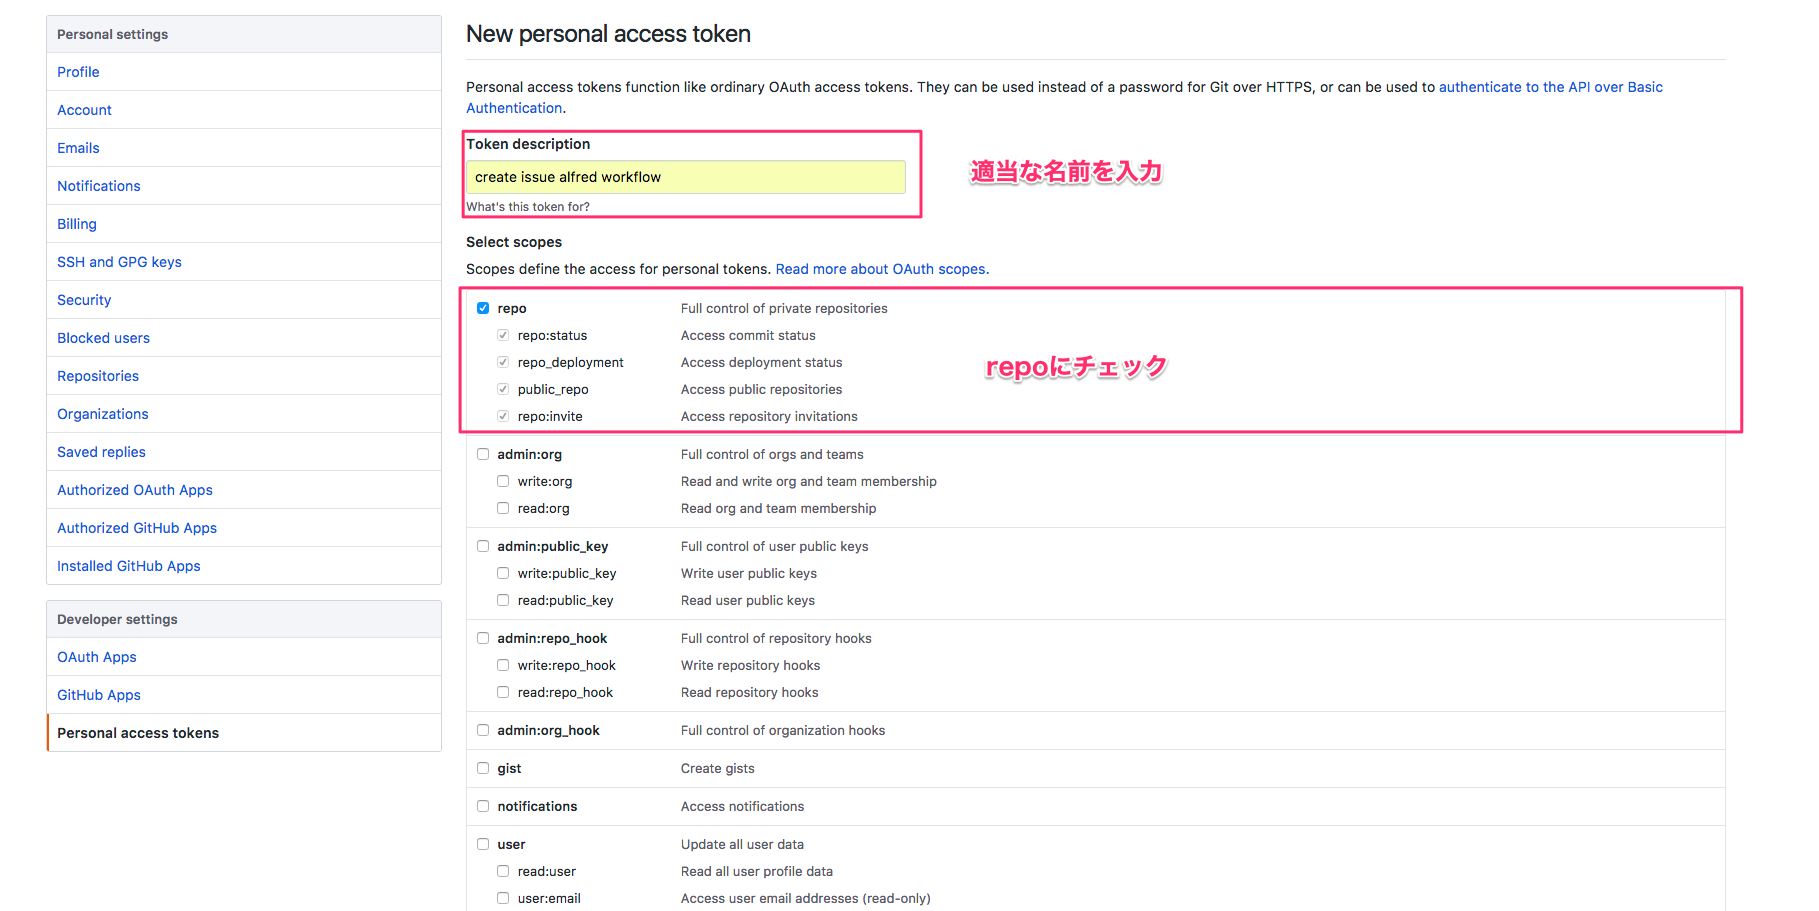 Personal settings
Profile
Account
Emails
Notifications
Billing
SSH and GPG keys
Security
Blocked users
Repositories
Organizations
Saved replies
Authorized OAuth Apps
Authorized GitHub Apps
Installed GitHub Apps
Developer settings
OAuth Apps
GitHub Apps
Personal access tokens
New personal access token
Personal access tokens function like ordinary OAuth access tokens. They can be used instead of a password for Git over HTTPS, or can be used to authenticate to the API over Basic
Authentication.
Token description
create issue alfred workflow
適当な名前を入力
What's this token for?
Select scopes
Scopes define the access for personal tokens. Read more about OAuth scopes.
repo Full control of private repositories
repo:status Access commit status
repo_deployment Access deployment status
repoにチェック
public_repo Access public repositories
repo:invite Access repository invitations
admin:org Full control of orgs and teams
write:org Read and write org and team membership
read:org Read org and team membership
admin:public_key Full control of user public keys
write:public_key Write user public keys
read:public_key Read user public keys
admin:repo_hook Full control of repository hooks
write:repo_hook Write repository hooks
read:repo_hook Read repository hooks
admin:org_hook Full control of organization hooks
gist Create gists
notifications Access notifications
user Update all user data
read:user Read all user profile data
user:email Access user email addresses (read-only)